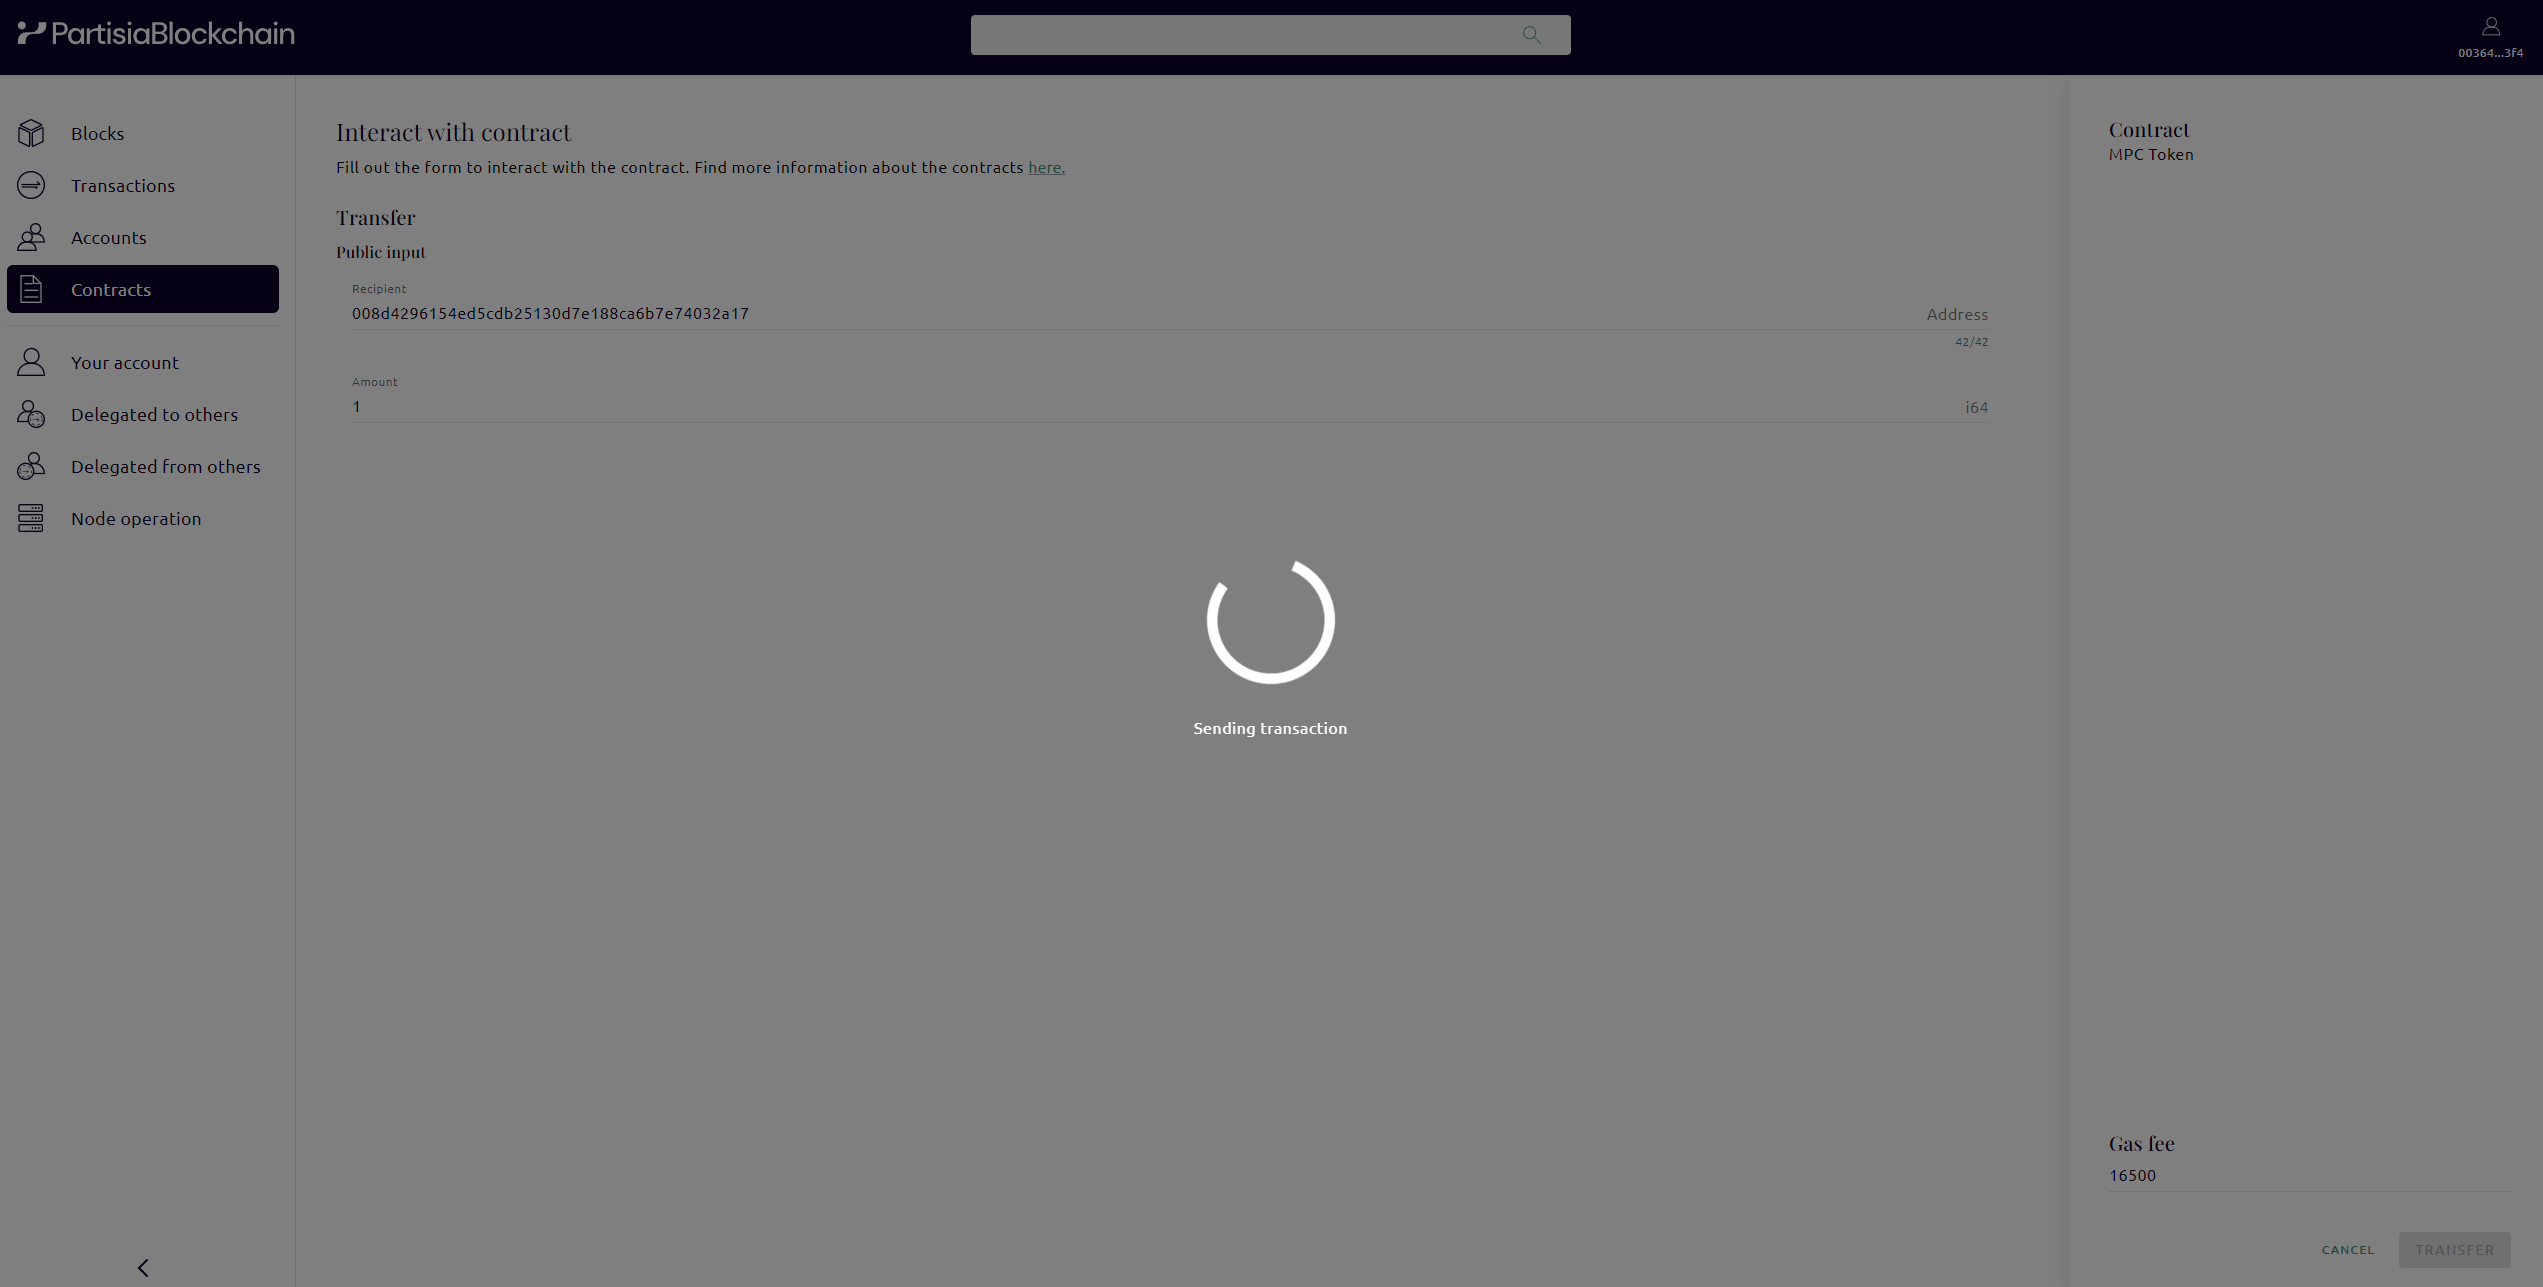 PartisiaBlockchain
00364...3f4
Blocks
Transactions
Accounts
Contracts
Your account
Delegated to others
Delegated from others
Node operation
Interact with contract
Fill out the form to interact with the contract. Find more information about the contracts here.
Transfer
Public input
Recipient
008d4296154ed5cdb25130d7e188ca6b7e74032a17
Address
42/42
Amount
1
i64
Sending transaction
Contract
MPC Token
Gas fee
16500
CANCEL
TRANSFER